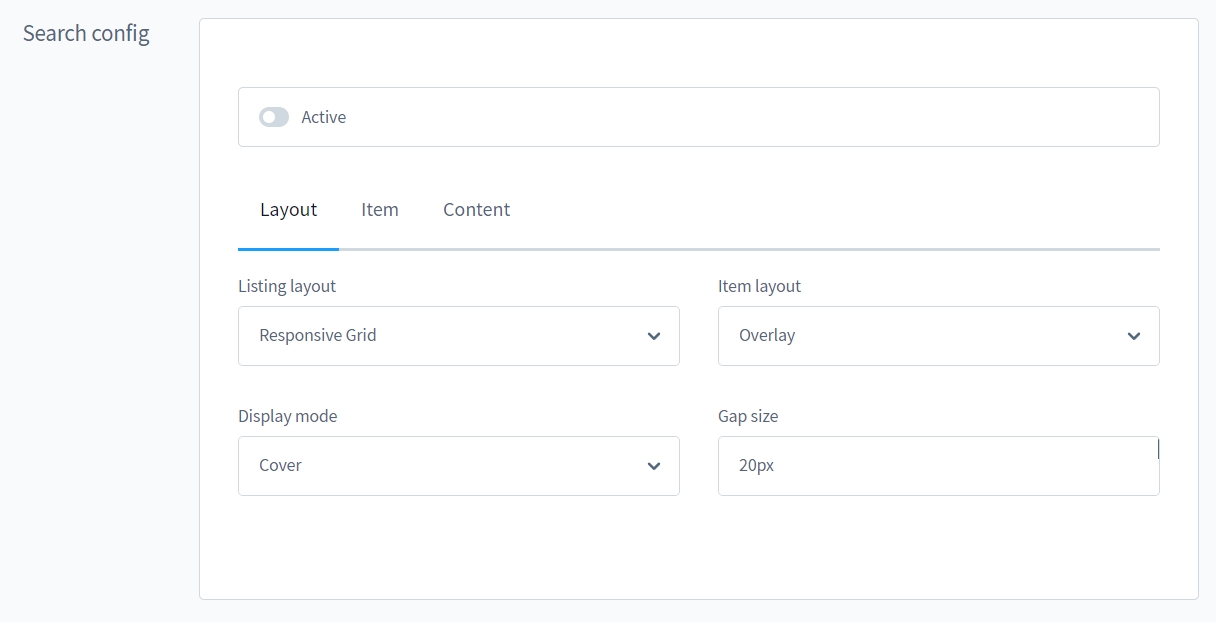 Search config
Active
Layout Item Content
Listing layout Item layout
Responsive Grid Overlay
Display mode Gap size
Cover 20px